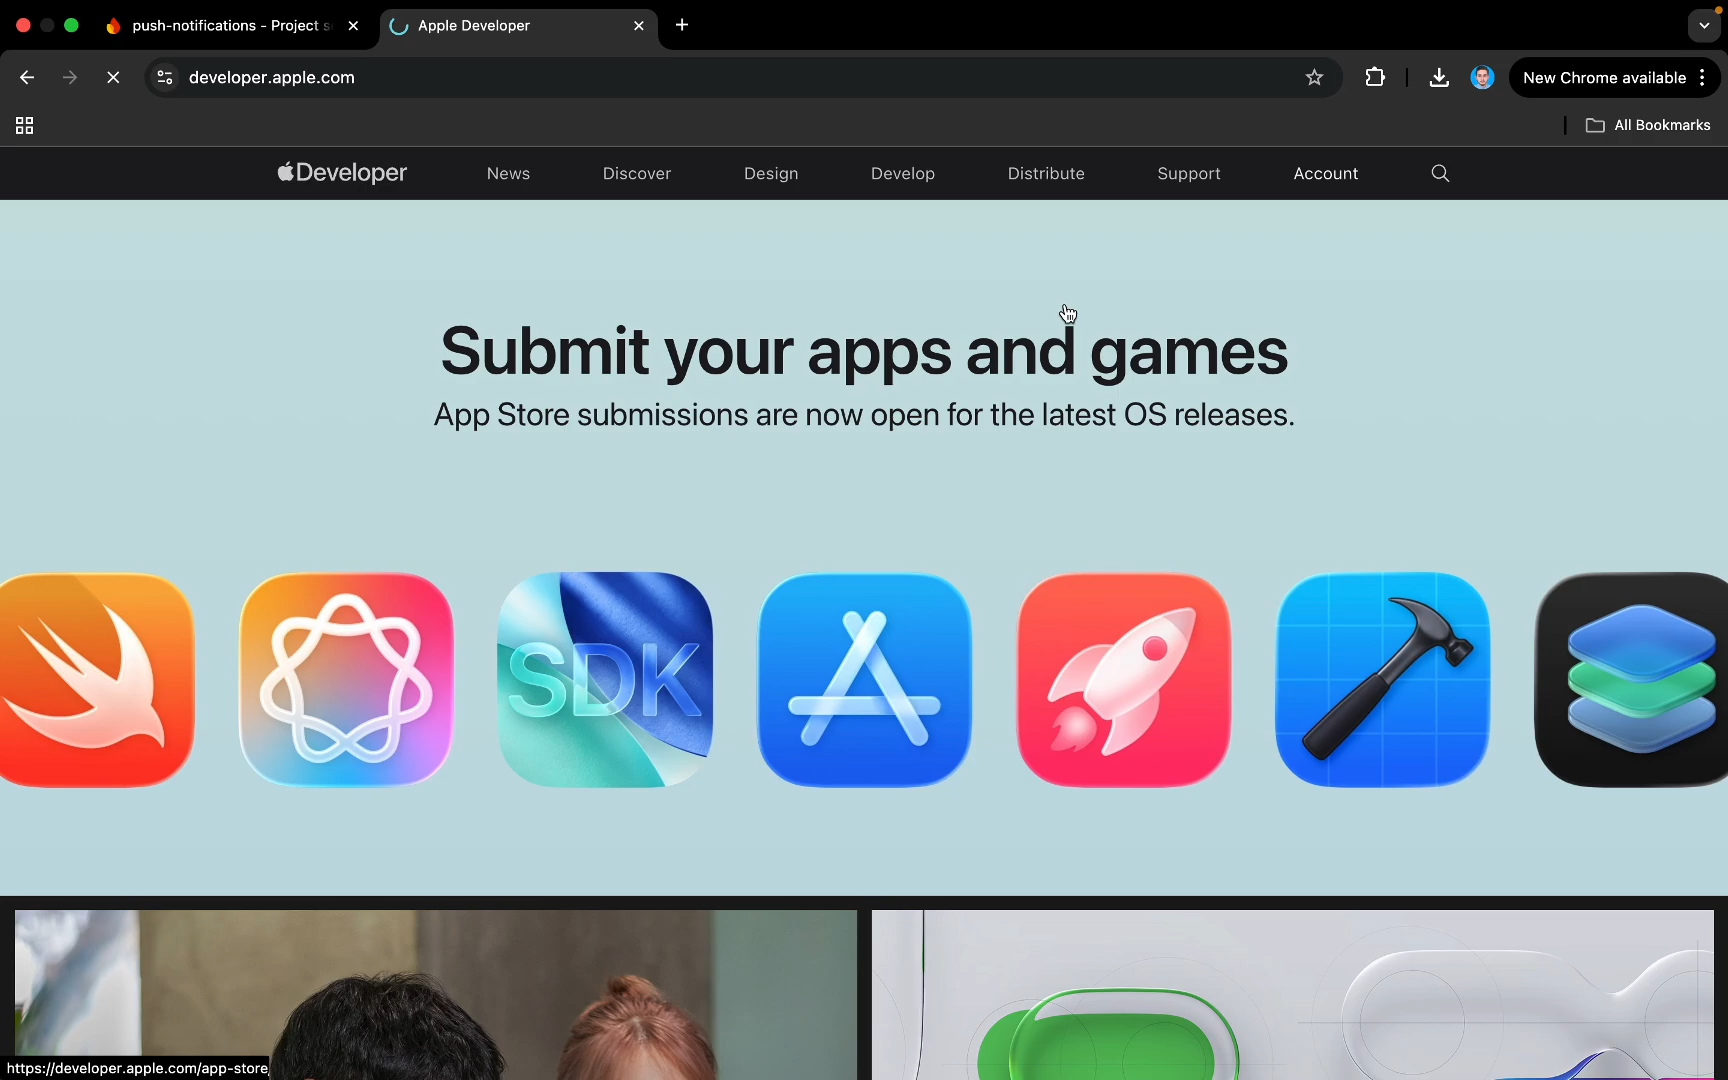 push-notifications - Project s
Apple Developer
developer.apple.com
New Chrome available
All Bookmarks
Developer
News
Discover
Design
Develop
Distribute
Support
Account
Submit your apps and games
App Store submissions are now open for the latest OS releases.
SDK
https://developer.apple.com/app-store